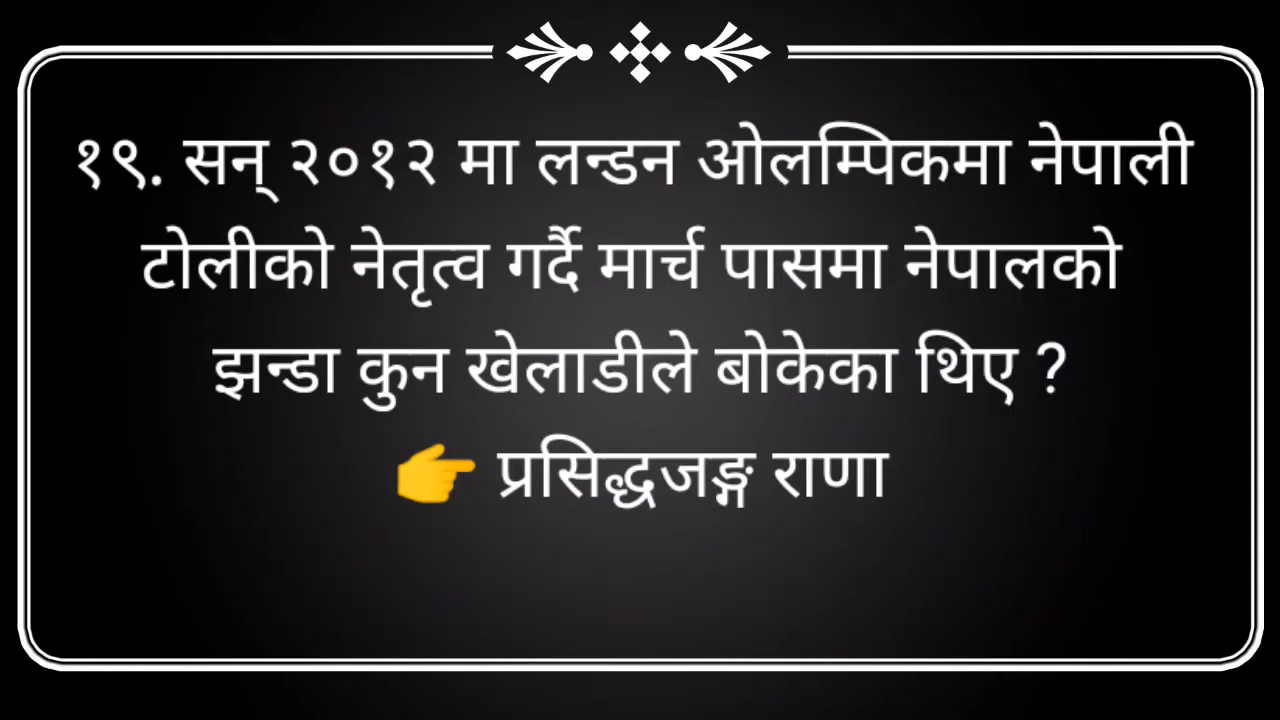 १९. सन् २०१२ मा लन्डन ओलम्पिकमा नेपाली
टोलीको नेतृत्व गर्दै मार्च पासमा नेपालको
झन्डा कुन खेलाडीले बोकेका थिए ?
👉 प्रसिद्धजङ्ग राणा